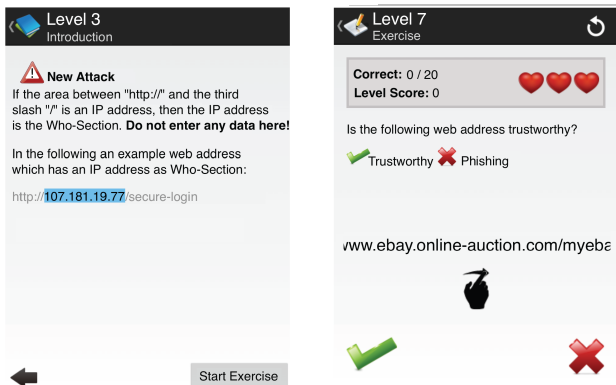 Level 3
Introduction
New Attack
If the area between "http://" and the third
slash "/" is an IP address, then the IP address
is the Who-Section. Do not enter any data here!
In the following an example web address
which has an IP address as Who-Section:
http://107.181.19.77/secure-login
Start Exercise
Level 7
Exercise
Correct: 0 / 20
Level Score: 0
Is the following web address trustworthy?
Trustworthy Phishing
www.ebay.online-auction.com/myeba